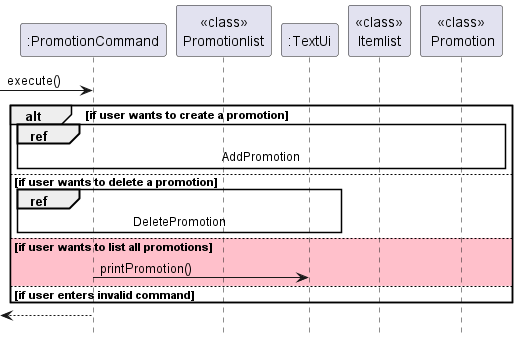 :PromotionCommand
«class»
Promotionlist
:TextUi
«class»
Itemlist
«class»
Promotion
execute()
alt [if user wants to create a promotion]
ref
AddPromotion
[if user wants to delete a promotion]
ref
DeletePromotion
[if user wants to list all promotions]
printPromotion()
[if user enters invalid command]